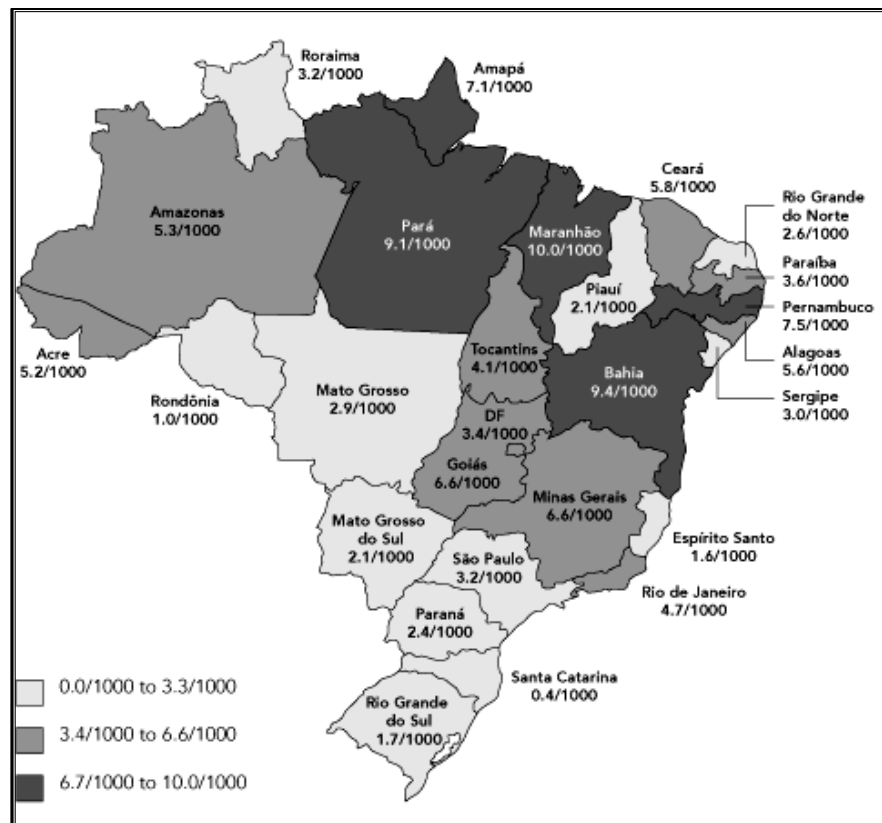 Roraima
3.2/1000
Amapá
7.1/1000
Ceará
5.8/1000
Rio Grande
do Norte
2.6/1000
Amazonas
5.3/1000
Pará
9.1/1000
Maranhão
10.0/1000
Paraíba
3.6/1000
Piauí
2.1/1000
Pernambuco
7.5/1000
Acre
5.2/1000
Tocantins
4.1/1000
Alagoas
5.6/1000
Bahia
9.4/1000
Rondônia
1.0/1000
Mato Grosso
2.9/1000
Sergipe
3.0/1000
DF
3.4/1000
Goiás
6.6/1000
Minas Gerais
6.6/1000
Mato Grosso
do Sul
2.1/1000
São Paulo
3.2/1000
Espírito Santo
1.6/1000
Rio de Janeiro
4.7/1000
Paraná
2.4/1000
Santa Catarina
0.4/1000
Rio Grande
do Sul
1.7/1000
0.0/1000 to 3.3/1000
3.4/1000 to 6.6/1000
6.7/1000 to 10.0/1000